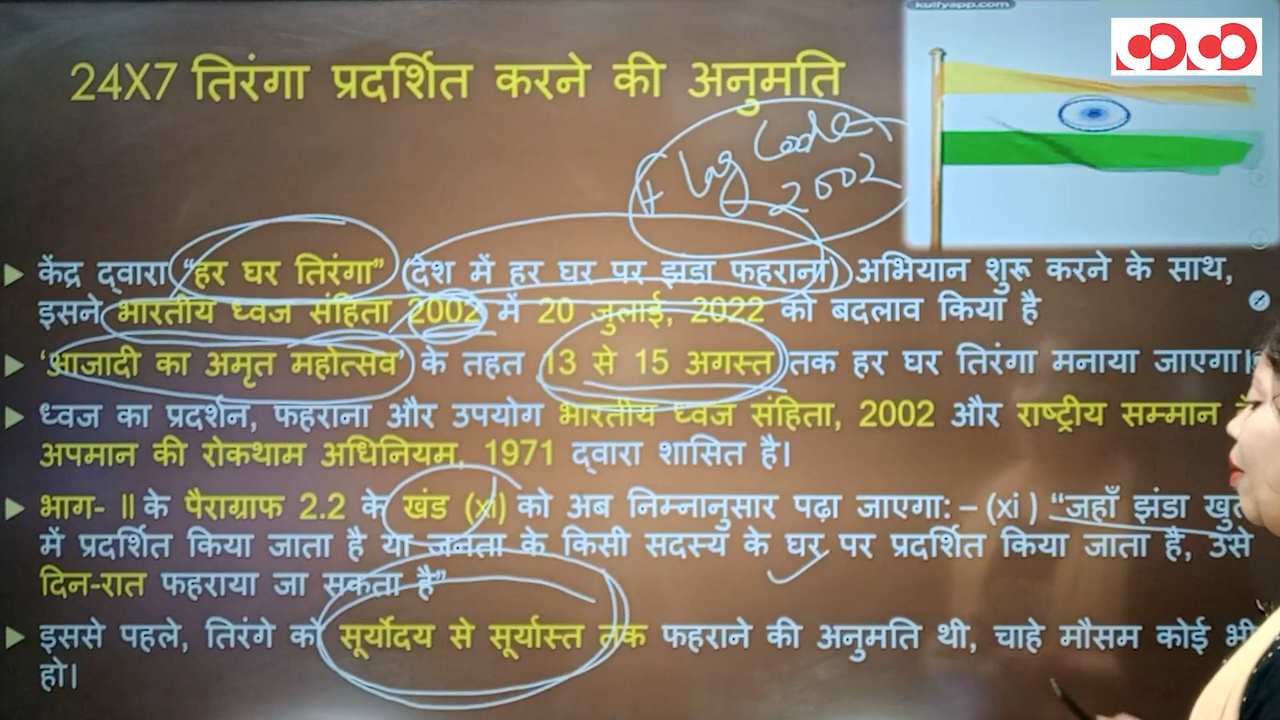 kulfyapp.com
24X7 तिरंगा प्रदर्शित करने की अनुमति
Flag Code
2002
केंद्र द्वारा “हर घर तिरंगा” (देश में हर घर पर झंडा फहराना) अभियान शुरू करने के साथ,
इसने भारतीय ध्वज संहिता 2002 में 20 जुलाई, 2022 को बदलाव किया है
‘आजादी का अमृत महोत्सव’ के तहत 13 से 15 अगस्त तक हर घर तिरंगा मनाया जाएगा।
ध्वज का प्रदर्शन, फहराना और उपयोग भारतीय ध्वज संहिता, 2002 और राष्ट्रीय सम्मान
अपमान की रोकथाम अधिनियम, 1971 द्वारा शासित है।
भाग- II के पैराग्राफ 2.2 के खंड (xi) को अब निम्नानुसार पढ़ा जाएगा: – (xi ) “जहाँ झंडा
में प्रदर्शित किया जाता है या जनता के किसी सदस्य के घर पर प्रदर्शित किया जाता है, उसे
दिन-रात फहराया जा सकता है”
इससे पहले, तिरंगे को सूर्योदय से सूर्यास्त तक फहराने की अनुमति थी, चाहे मौसम कोई भी
हो।